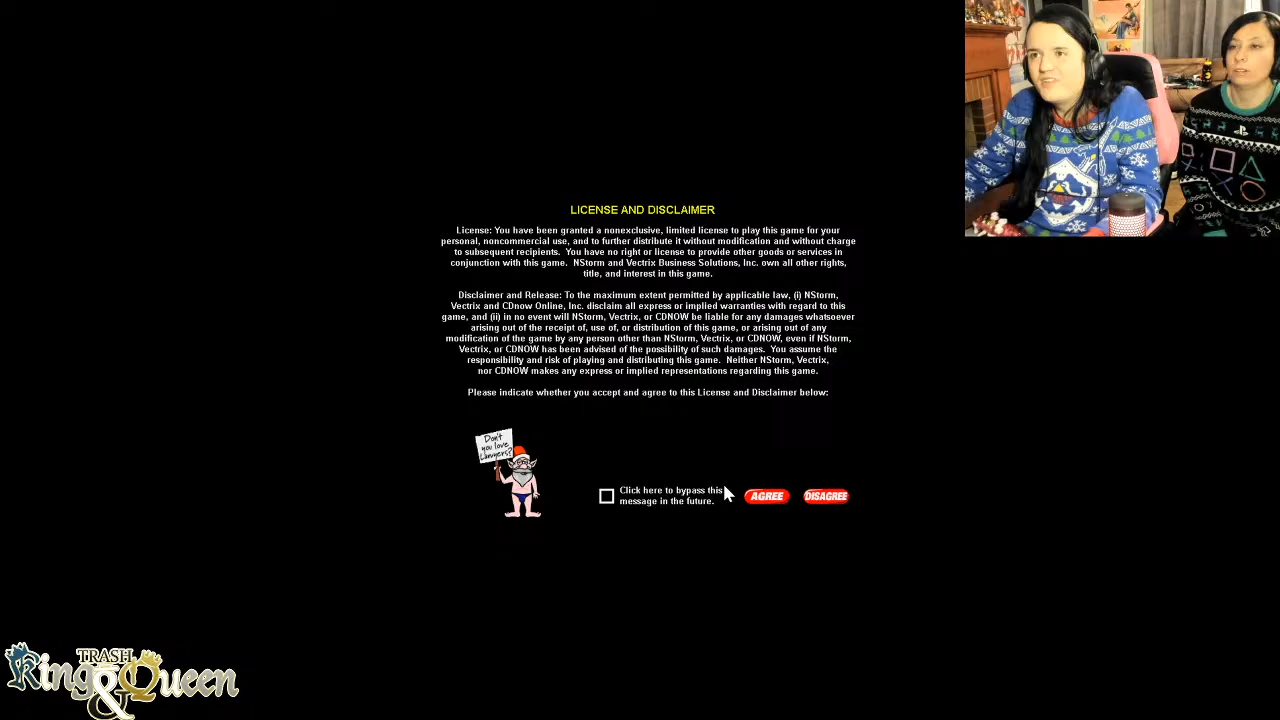 LICENSE AND DISCLAIMER
License: You have been granted a nonexclusive, limited license to play this game for your
personal, noncommercial use, and to further distribute it without modification and without charge
to subsequent recipients.  You have no right or license to provide other goods or services in
conjunction with this game.  NStorm and Vectrix Business Solutions, Inc. own all other rights,
title, and interest in this game.
Disclaimer and Release: To the maximum extent permitted by applicable law, (i) NStorm,
Vectrix and CDnow Online, Inc. disclaim all express or implied warranties with regard to this
game, and (ii) in no event will NStorm, Vectrix, or CDNOW be liable for any damages whatsoever
arising out of the receipt of, use of, or distribution of this game, or arising out of any
modification of the game by any person other than NStorm, Vectrix, or CDNOW, even if NStorm,
Vectrix, or CDNOW has been advised of the possibility of such damages.  You assume the
responsibility and risk of playing and distributing this game.  Neither NStorm, Vectrix,
nor CDNOW makes any express or implied representations regarding this game.
Please indicate whether you accept and agree to this License and Disclaimer below:
Don't
you love
Lawyers?
Click here to bypass this
message in the future.
AGREE
DISAGREE
TRASH
King & Queen